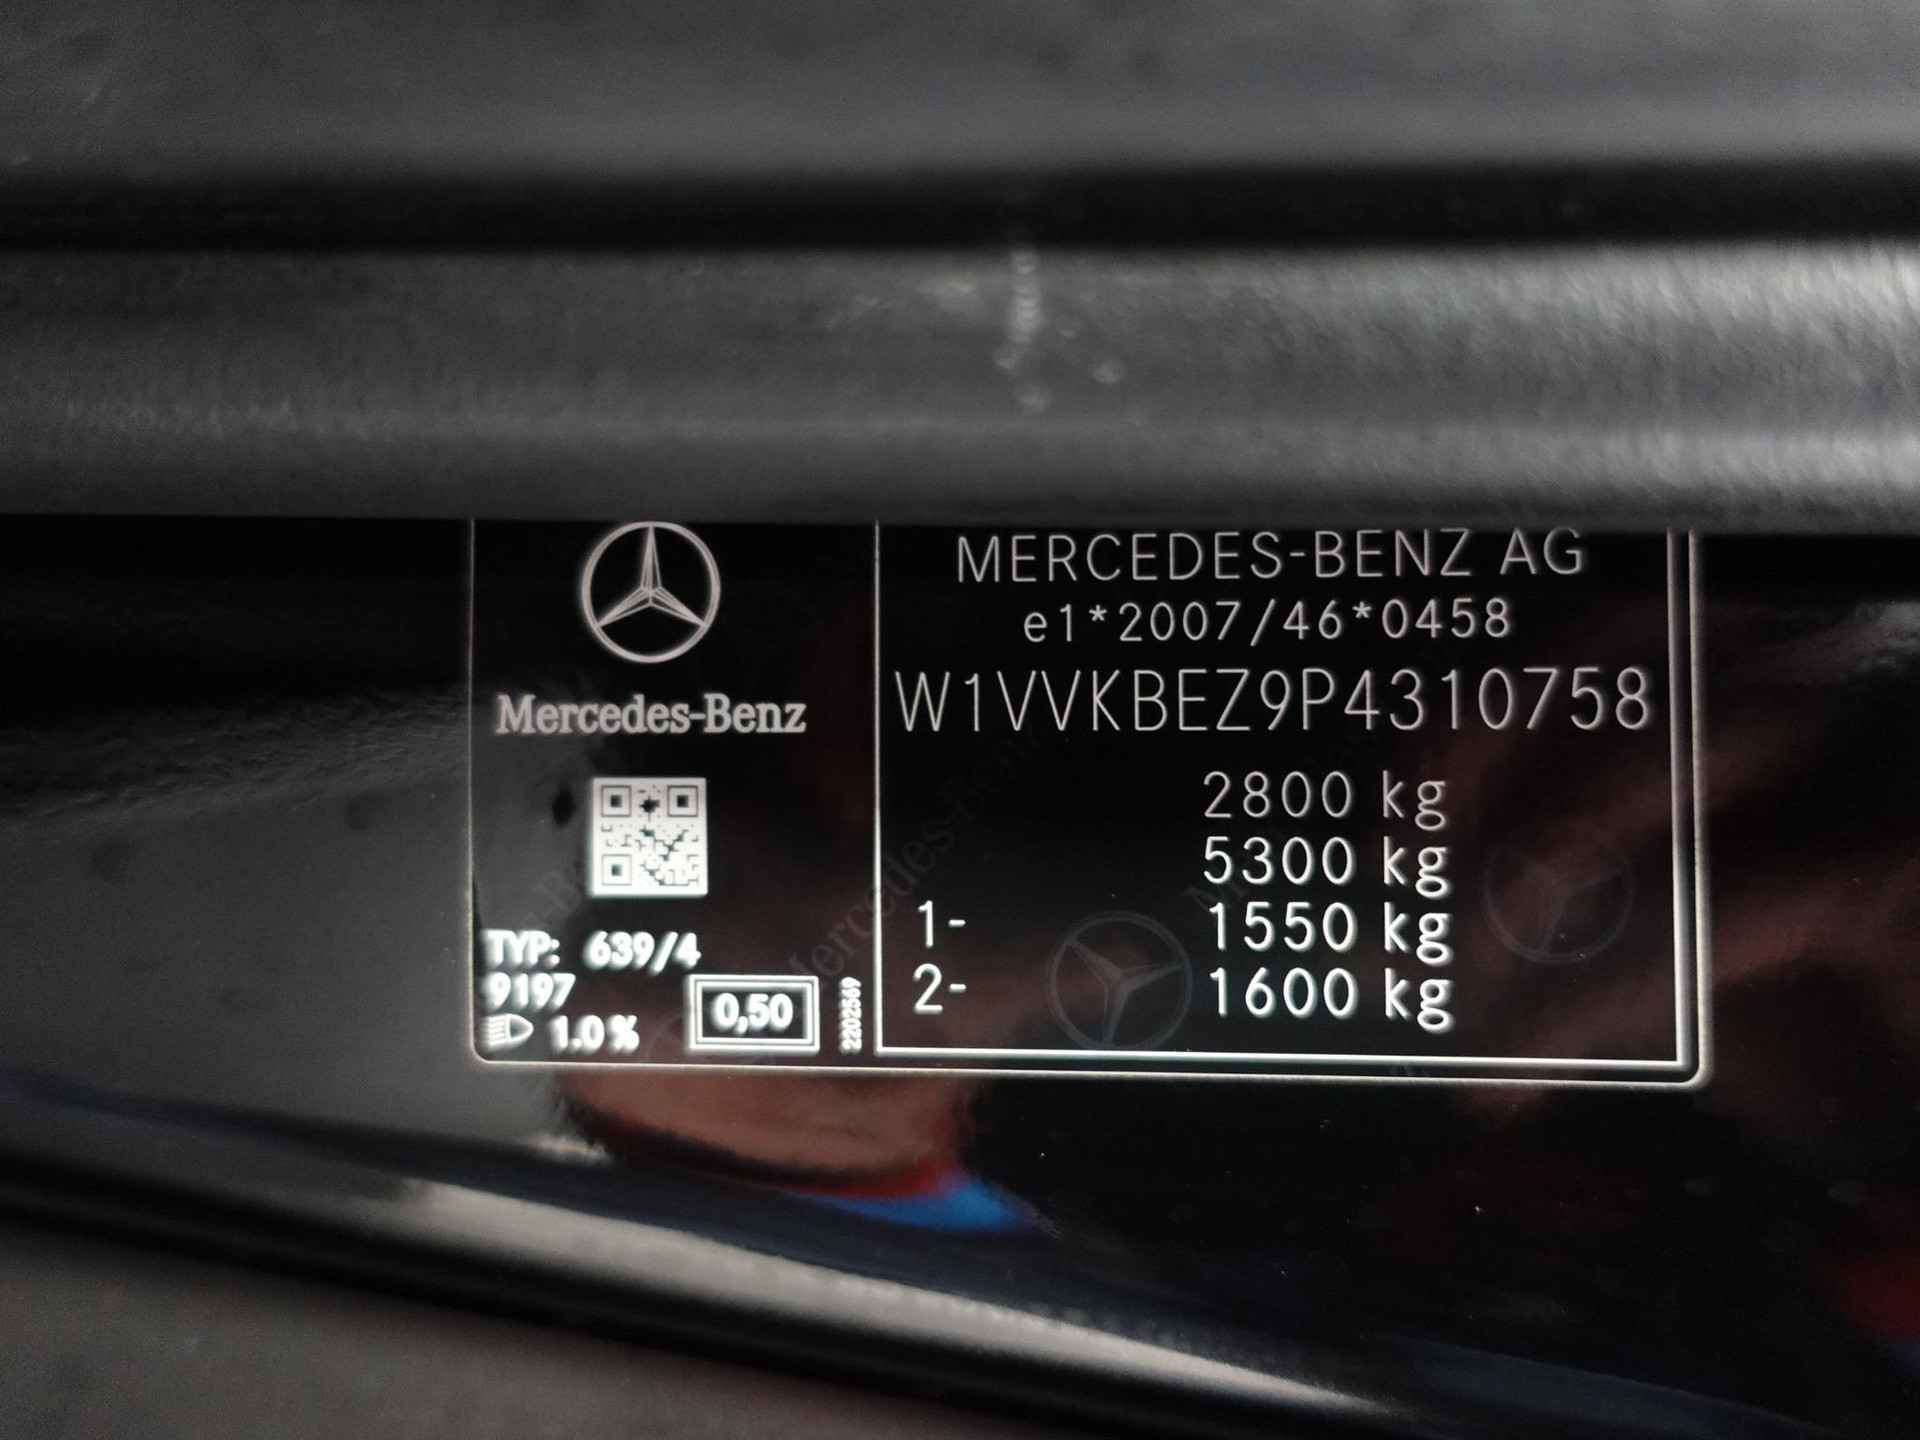 Mercedes-Benz
TYP: 639/4
9197
1.0 %
0,50
2202569
MERCEDES-BENZ AG
e1*2007/46*0458
W1VVKBEZ9P4310758
2800 kg
5300 kg
1- 1550 kg
2- 1600 kg